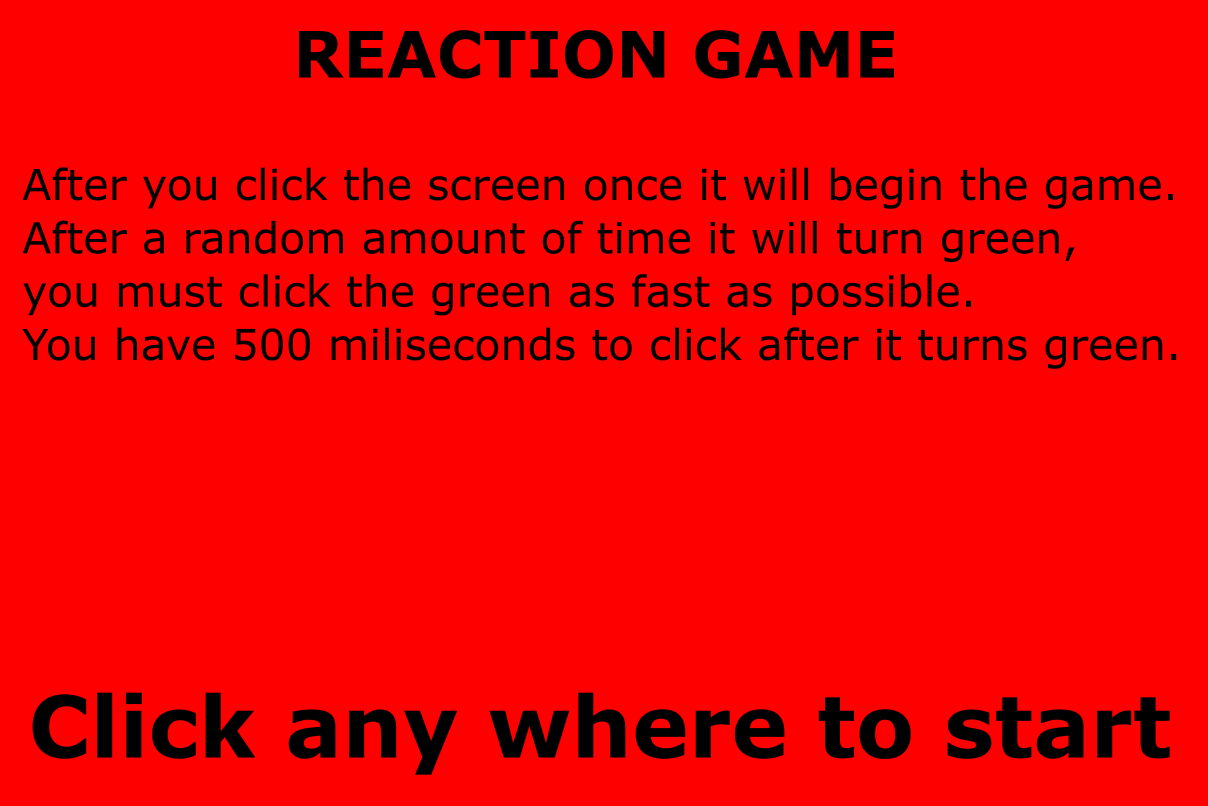 REACTION GAME
After you click the screen once it will begin the game.
After a random amount of time it will turn green,
you must click the green as fast as possible.
You have 500 miliseconds to click after it turns green.
Click any where to start